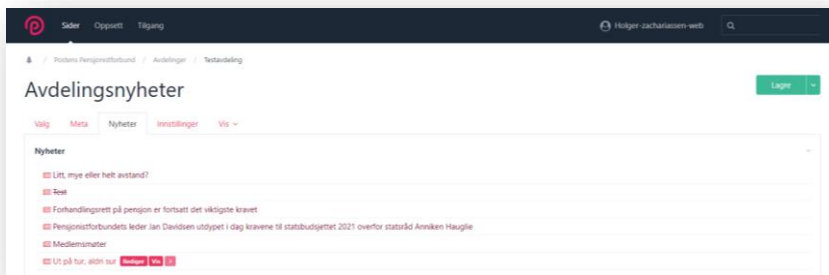 Sider Oppsett Tilgang Holger-zachariassen-web
/ Postens Pensjonistforbund / Avdelinger / Testavdeling
Avdelingsnyheter
Lagre
Valg Meta Nyheter Innstillinger Vis
Nyheter
Litt, mye eller helt avstand?
Test
Forhandlingsrett på pensjon er fortsatt det viktigste kravet
Pensjonistforbundets leder Jan Davidsen utdypet i dag kravene til statsbudsjettet 2021 overfor statsråd Anniken Hauglie
Medlemsmøter
Ut på tur, aldri sur Rediger Vis